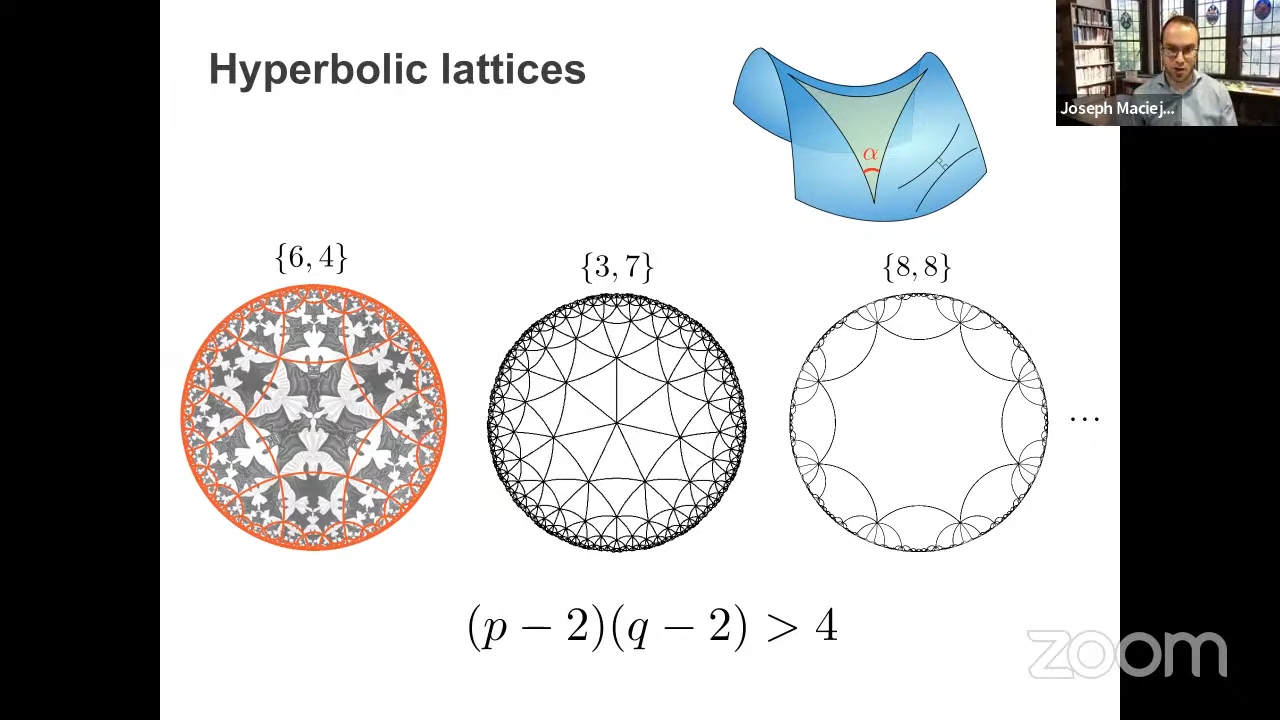 Hyperbolic lattices
Joseph Maciej...
α
{6, 4}
{3, 7}
{8, 8}
...
(p − 2)(q − 2) > 4
zoom